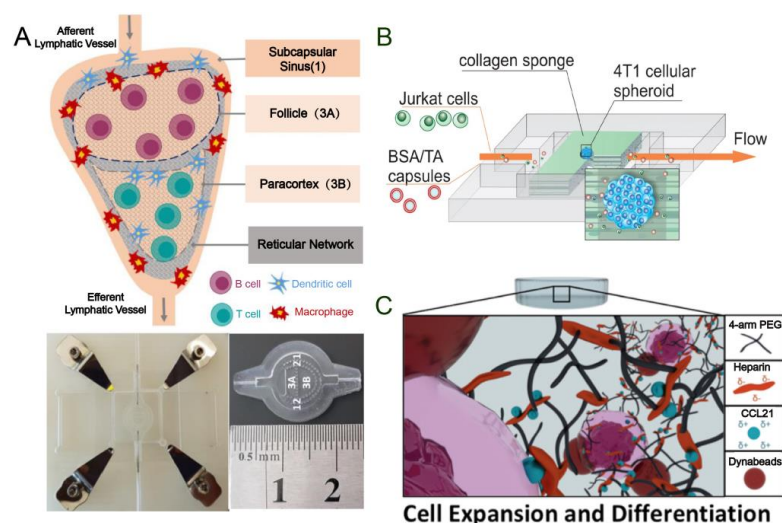 A
Afferent
Lymphatic Vessel
Subcapsular
Sinus(1)
Follicle (3A)
Paracortex (3B)
Reticular Network
Efferent
Lymphatic Vessel
B cell
Dendritic cell
T cell
Macrophage
21
3A
3B
12
0.5 mm
1
2
B
collagen sponge
4T1 cellular
spheroid
Jurkat cells
BSA/TA
capsules
Flow
C
4-arm PEG
Heparin
δ-
δ-
δ-
CCL21
δ+
δ+
δ+
δ+
Dynabeads
Cell Expansion and Differentiation